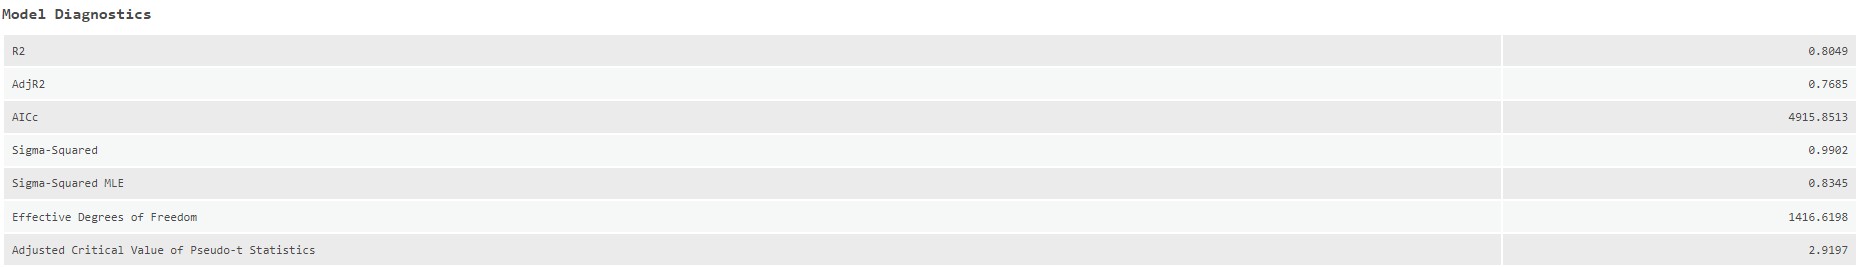 Model Diagnostics
R2 0.8049
AdjR2 0.7685
AICc 4915.8513
Sigma-Squared 0.9902
Sigma-Squared MLE 0.8345
Effective Degrees of Freedom 1416.6198
Adjusted Critical Value of Pseudo-t Statistics 2.9197